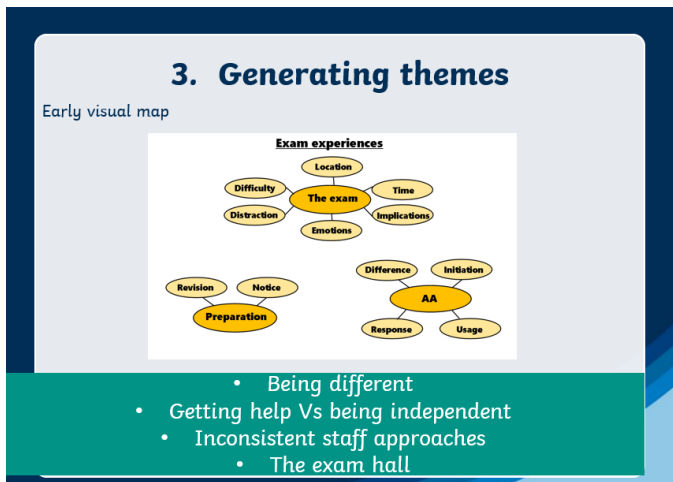 3. Generating themes
Early visual map
Exam experiences
Location
Difficulty
The exam
Time
Distraction
Implications
Emotions
Revision
Notice
Preparation
Difference
Initiation
AA
Response
Usage
• Being different
• Getting help Vs being independent
• Inconsistent staff approaches
• The exam hall